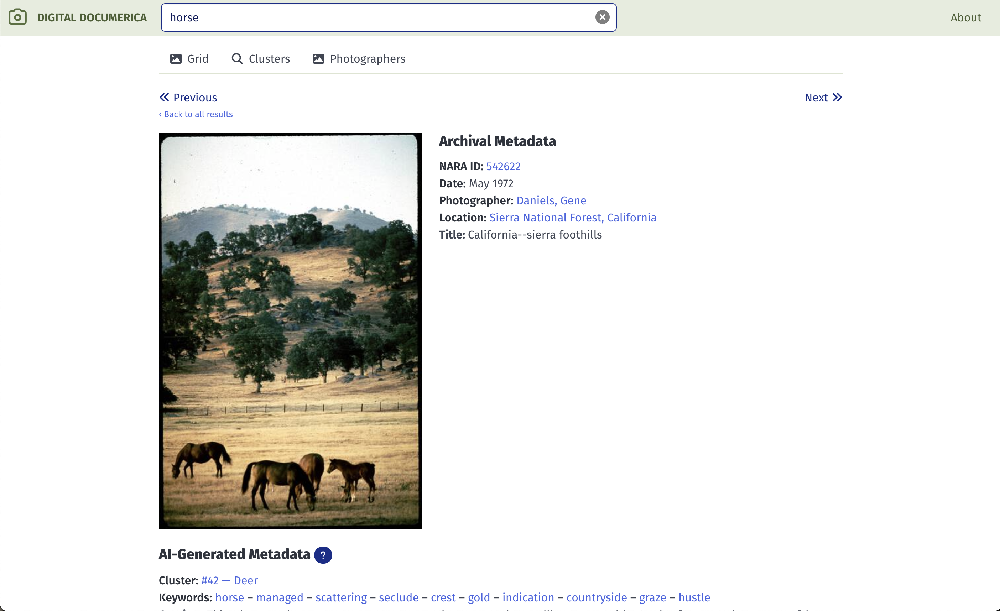 DIGITAL DOCUMERICA horse About
Grid Clusters Photographers
Previous Next
‹ Back to all results
Archival Metadata
NARA ID: 542622
Date: May 1972
Photographer: Daniels, Gene
Location: Sierra National Forest, California
Title: California--sierra foothills
AI-Generated Metadata ?
Cluster: #42 — Deer
Keywords: horse – managed – scattering – seclude – crest – gold – indication – countryside – graze – hustle